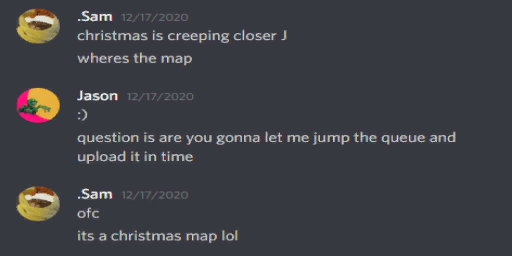 .Sam 12/17/2020
christmas is creeping closer J
wheres the map
Jason 12/17/2020
:)
question is are you gonna let me jump the queue and
upload it in time
.Sam 12/17/2020
ofc
its a christmas map lol